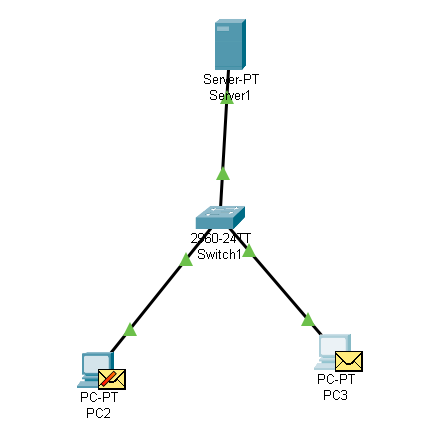 Server-PT
Server1
2960-24TT
Switch1
PC-PT
PC2
PC-PT
PC3